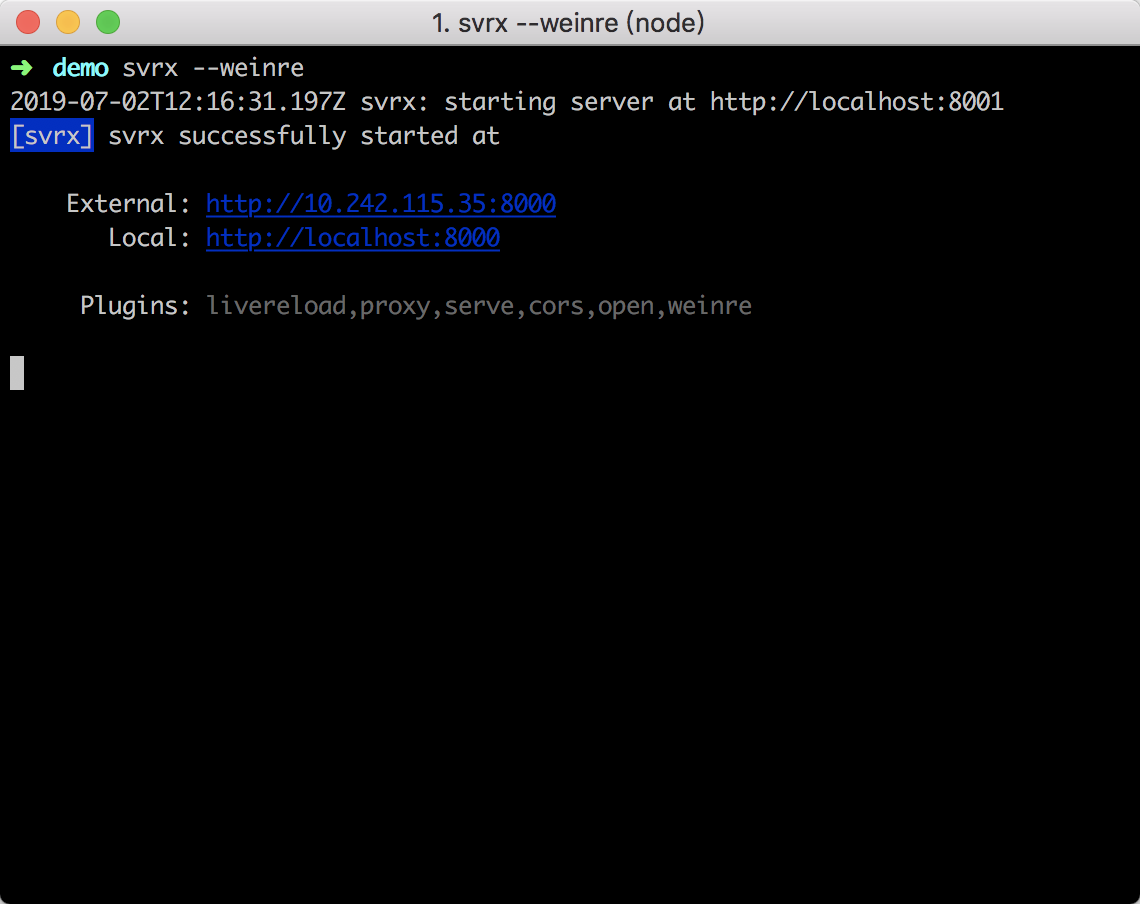 1. svrx --weinre (node)
➜ demo svrx --weinre
2019-07-02T12:16:31.197Z svrx: starting server at http://localhost:8001
[svrx] svrx successfully started at
External: http://10.242.115.35:8000
Local: http://localhost:8000
Plugins: livereload,proxy,serve,cors,open,weinre